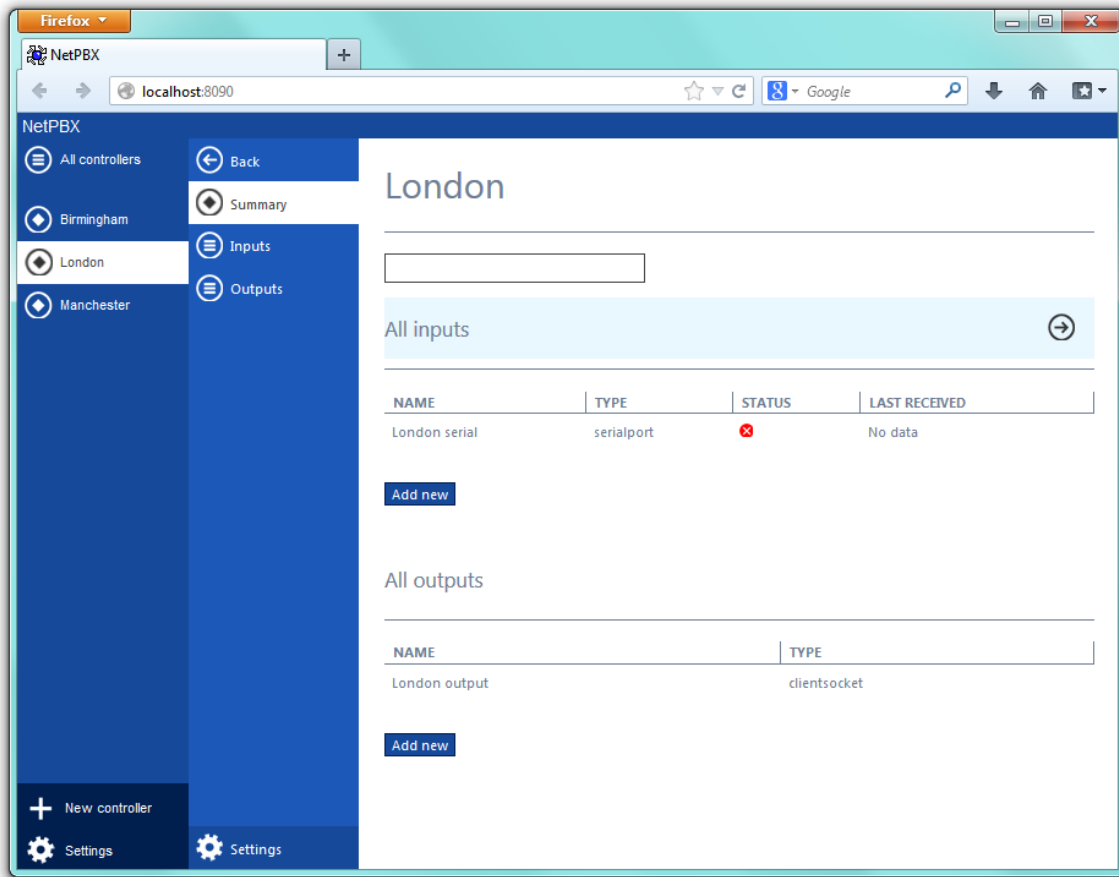 Firefox
NetPBX
localhost:8090
Google
NetPBX
All controllers
Birmingham
London
Manchester
New controller
Settings
Back
Summary
Inputs
Outputs
Settings
London
All inputs
NAME TYPE STATUS LAST RECEIVED
London serial serialport No data
Add new
All outputs
NAME TYPE
London output clientsocket
Add new